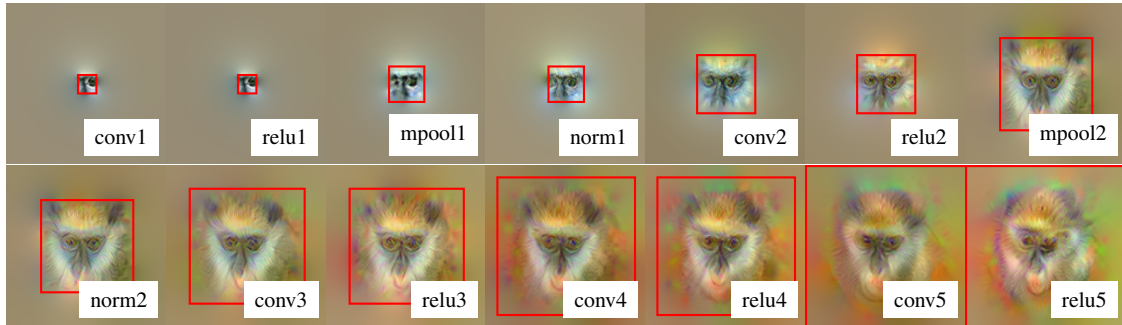 conv1
relu1
mpool1
norm1
conv2
relu2
mpool2
norm2
conv3
relu3
conv4
relu4
conv5
relu5